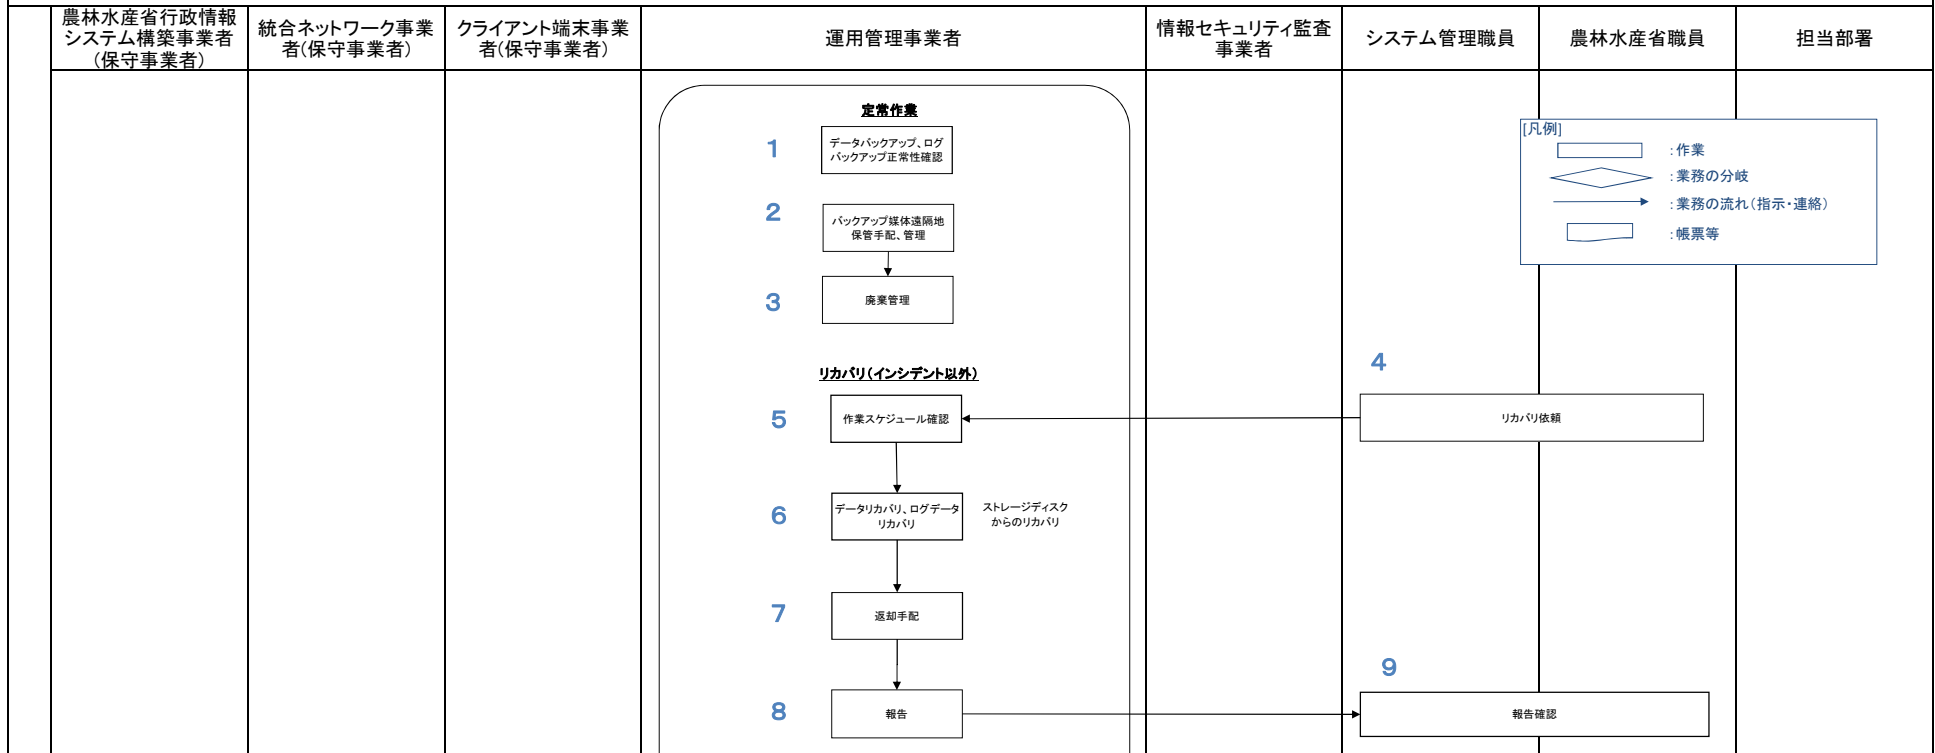 農林水産省行政情報
システム構築事業者
(保守事業者)
統合ネットワーク事業
者(保守事業者)
クライアント端末事業
者(保守事業者)
運用管理事業者
情報セキュリティ監査
事業者
システム管理職員
農林水産省職員
担当部署
定常作業
1
データバックアップ、ログ
バックアップ正常性確認
[凡例]
:作業
:業務の分岐
:業務の流れ(指示・連絡)
:帳票等
2
バックアップ媒体遠隔地
保管手配、管理
3
廃棄管理
リカバリ(インシデント以外)
4
リカバリ依頼
5
作業スケジュール確認
6
データリカバリ、ログデータ
リカバリ
ストレージディスク
からのリカバリ
7
返却手配
8
報告
9
報告確認